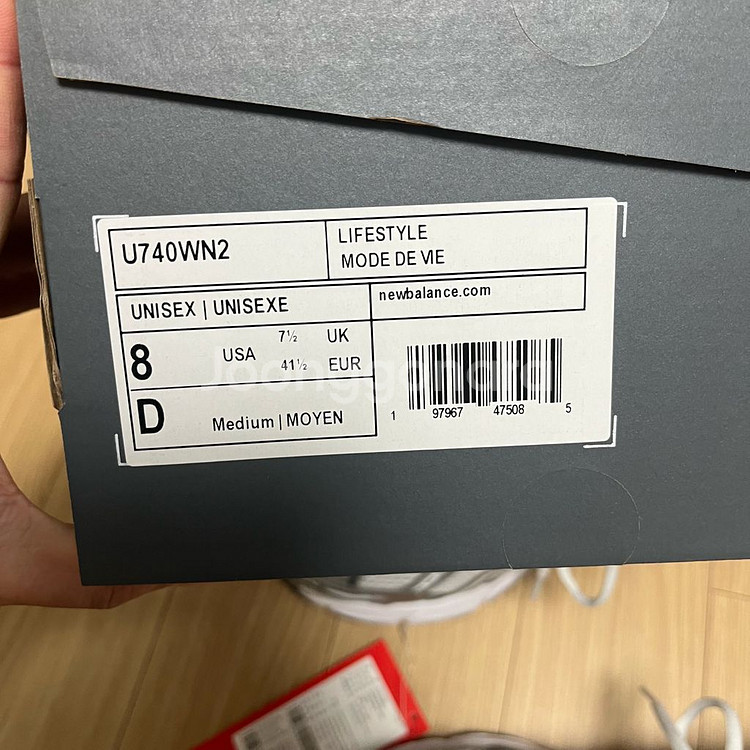 U740WN2
LIFESTYLE
MODE DE VIE
UNISEX | UNISEXE
newbalance.com
8 USA 7½ UK
41½ EUR
D Medium | MOYEN
1 97967 47508 5
Joonggonara